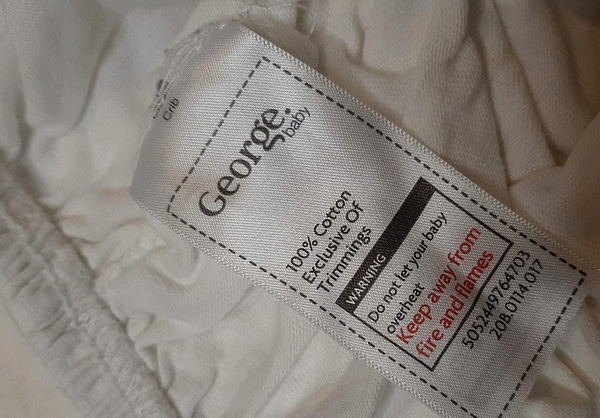 Crib
George.
baby
100% Cotton
Exclusive Of
Trimmings
WARNING
Do not let your baby
overheat
Keep away from
fire and flames
5052449764703
208 0114 017